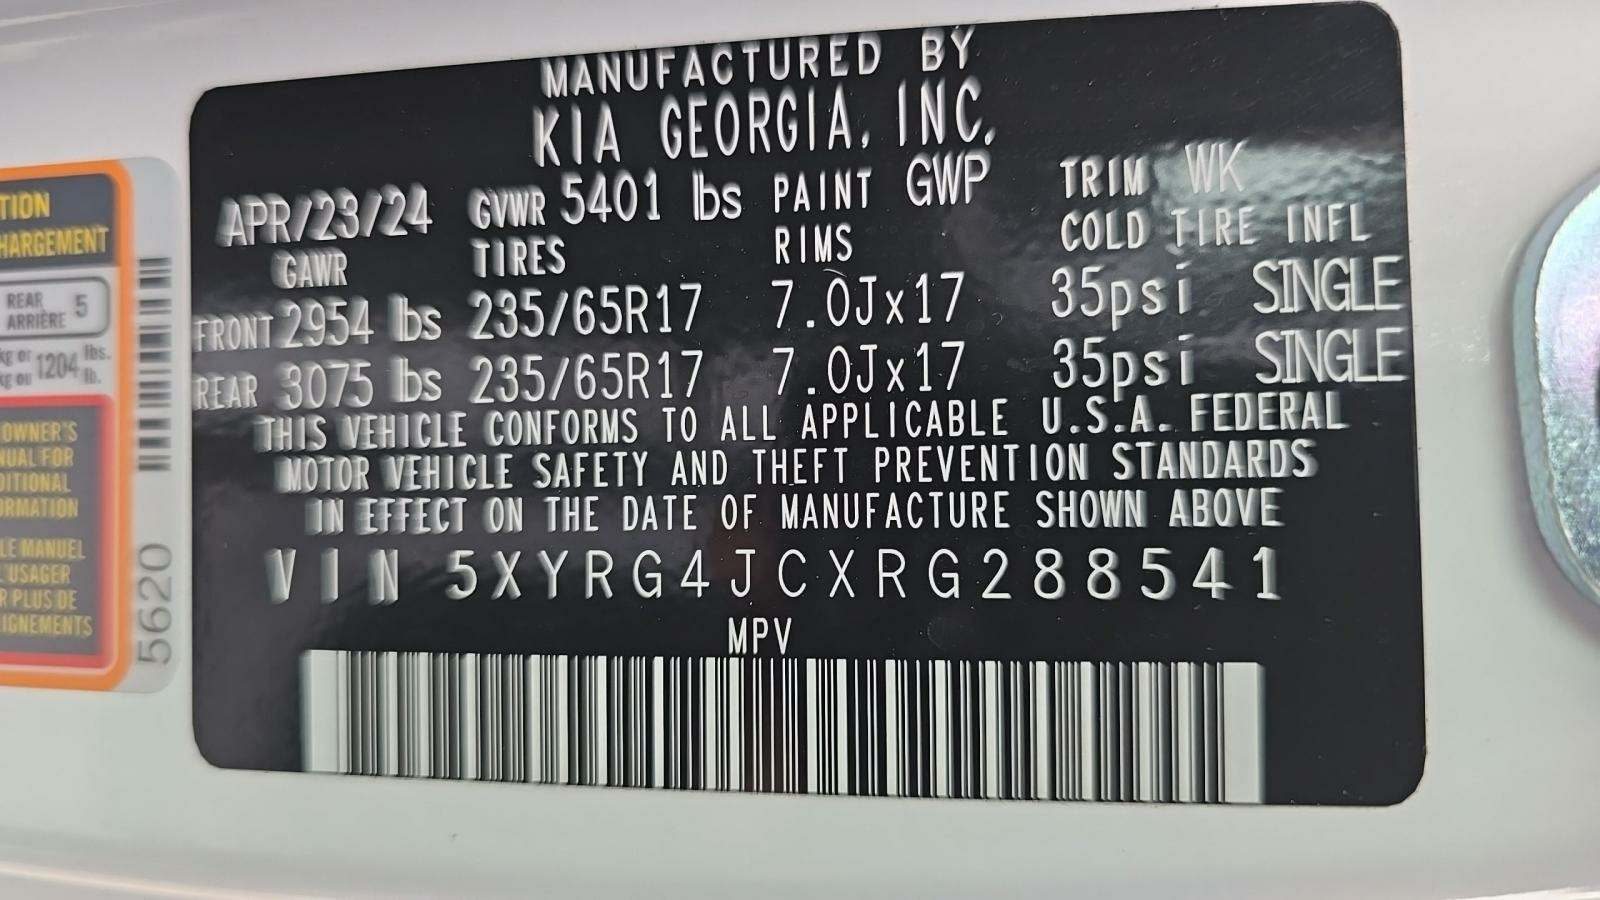 MANUFACTURED BY
KIA GEORGIA, INC.
APR/23/24 GVWR 5401 lbs PAINT GWP TRIM WK
GAWR TIRES RIMS COLD TIRE INFL
FRONT 2954 lbs 235/65R17 7.0Jx17 35psi SINGLE
REAR 3075 lbs 235/65R17 7.0Jx17 35psi SINGLE
THIS VEHICLE CONFORMS TO ALL APPLICABLE U.S.A. FEDERAL
MOTOR VEHICLE SAFETY AND THEFT PREVENTION STANDARDS
IN EFFECT ON THE DATE OF MANUFACTURE SHOWN ABOVE
VIN 5XYRG4JCXRG288541
MPV
TION
HARGEMENT
REAR 5
ARRIÈRE
kg or 1204 lbs.
kg ou lb.
OWNER'S
NUAL FOR
DITIONAL
ORMATION
LE MANUEL
L'USAGER
R PLUS DE
IGNEMENTS
5620